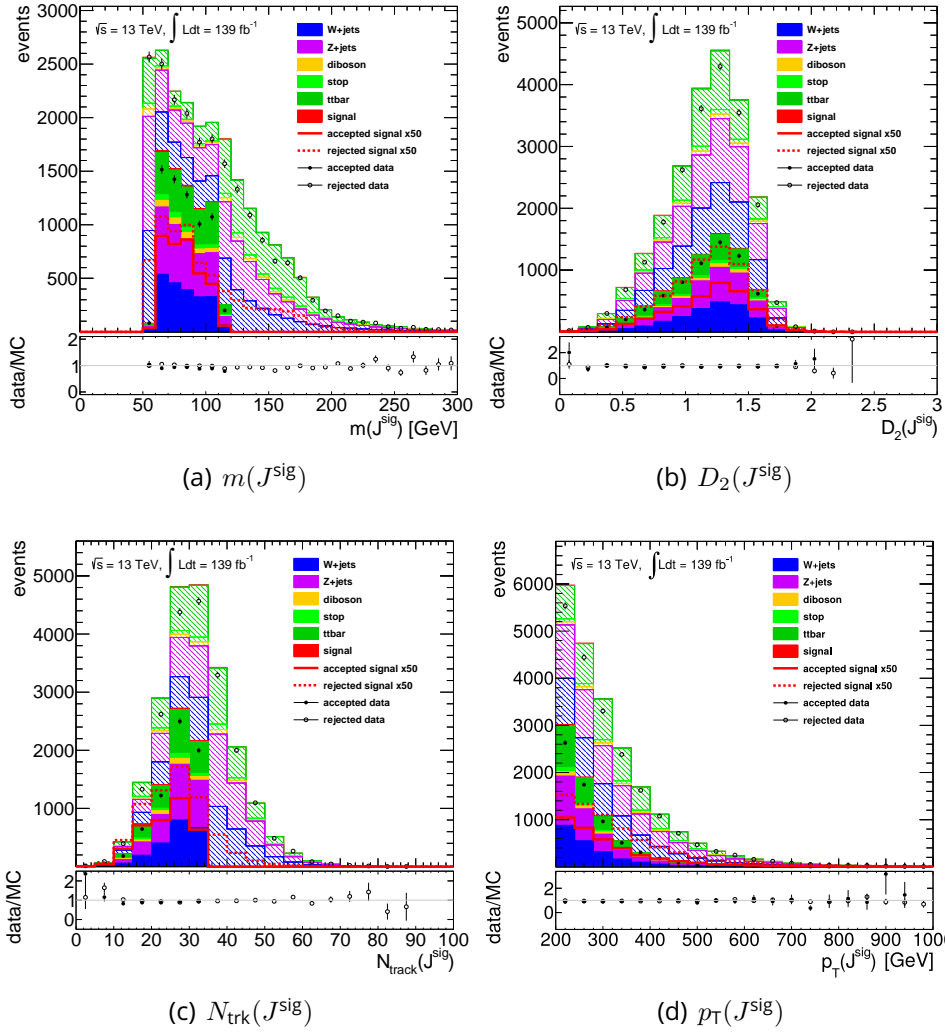 events
√s = 13 TeV, ∫ Ldt = 139 fb⁻¹
W+jets
Z+jets
diboson
stop
ttbar
signal
accepted signal x50
rejected signal x50
accepted data
rejected data
3000
2500
2000
1500
1000
500
data/MC
2
1
0
0 50 100 150 200 250 300
m(J^sig) [GeV]
(a) m(J^sig)
events
√s = 13 TeV, ∫ Ldt = 139 fb⁻¹
W+jets
Z+jets
diboson
stop
ttbar
signal
accepted signal x50
rejected signal x50
accepted data
rejected data
5000
4000
3000
2000
1000
data/MC
2
1
0
0 0.5 1 1.5 2 2.5 3
D₂(J^sig)
(b) D₂(J^sig)
events
√s = 13 TeV, ∫ Ldt = 139 fb⁻¹
W+jets
Z+jets
diboson
stop
ttbar
signal
accepted signal x50
rejected signal x50
accepted data
rejected data
5000
4000
3000
2000
1000
data/MC
2
1
0
0 20 40 60 80 100
N_track(J^sig)
(c) N_trk(J^sig)
events
√s = 13 TeV, ∫ Ldt = 139 fb⁻¹
W+jets
Z+jets
diboson
stop
ttbar
signal
accepted signal x50
rejected signal x50
accepted data
rejected data
6000
5000
4000
3000
2000
1000
data/MC
2
1
0
200 300 400 500 600 700 800 900 1000
p_T(J^sig) [GeV]
(d) p_T(J^sig)